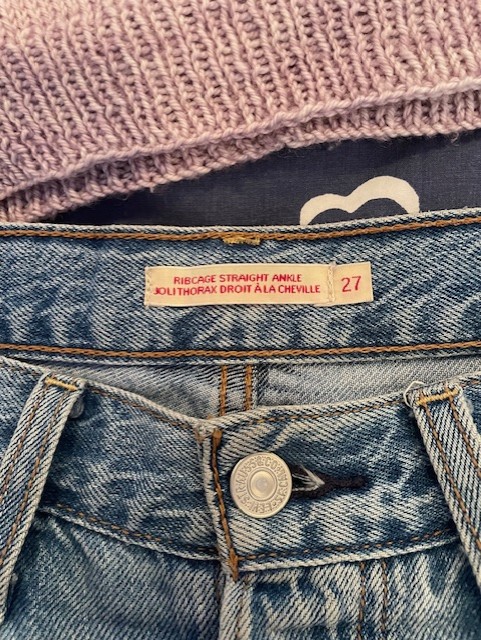 RIBCAGE STRAIGHT ANKLE
JOLI THORAX DROIT À LA CHEVILLE
27